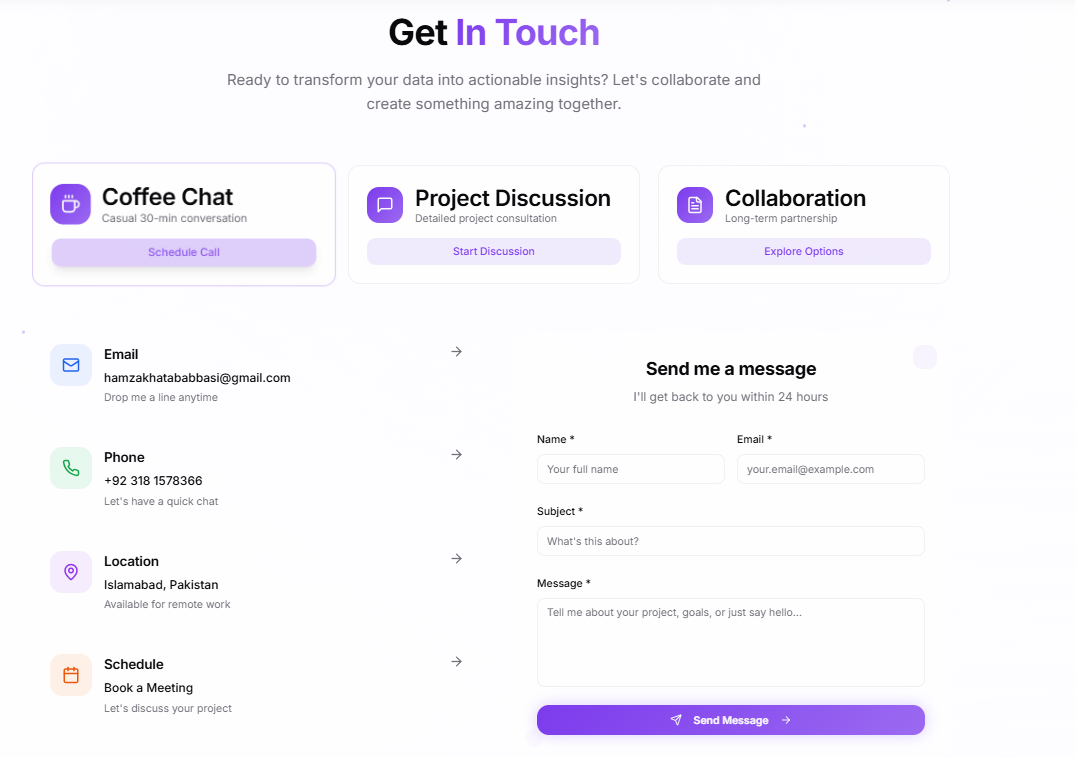 Get In Touch
Ready to transform your data into actionable insights? Let's collaborate and
create something amazing together.
Coffee Chat
Casual 30-min conversation
Schedule Call
Project Discussion
Detailed project consultation
Start Discussion
Collaboration
Long-term partnership
Explore Options
Email
hamzakhatababbasi@gmail.com
Drop me a line anytime
Phone
+92 318 1578366
Let's have a quick chat
Location
Islamabad, Pakistan
Available for remote work
Schedule
Book a Meeting
Let's discuss your project
Send me a message
I'll get back to you within 24 hours
Name *
Your full name
Email *
your.email@example.com
Subject *
What's this about?
Message *
Tell me about your project, goals, or just say hello...
Send Message